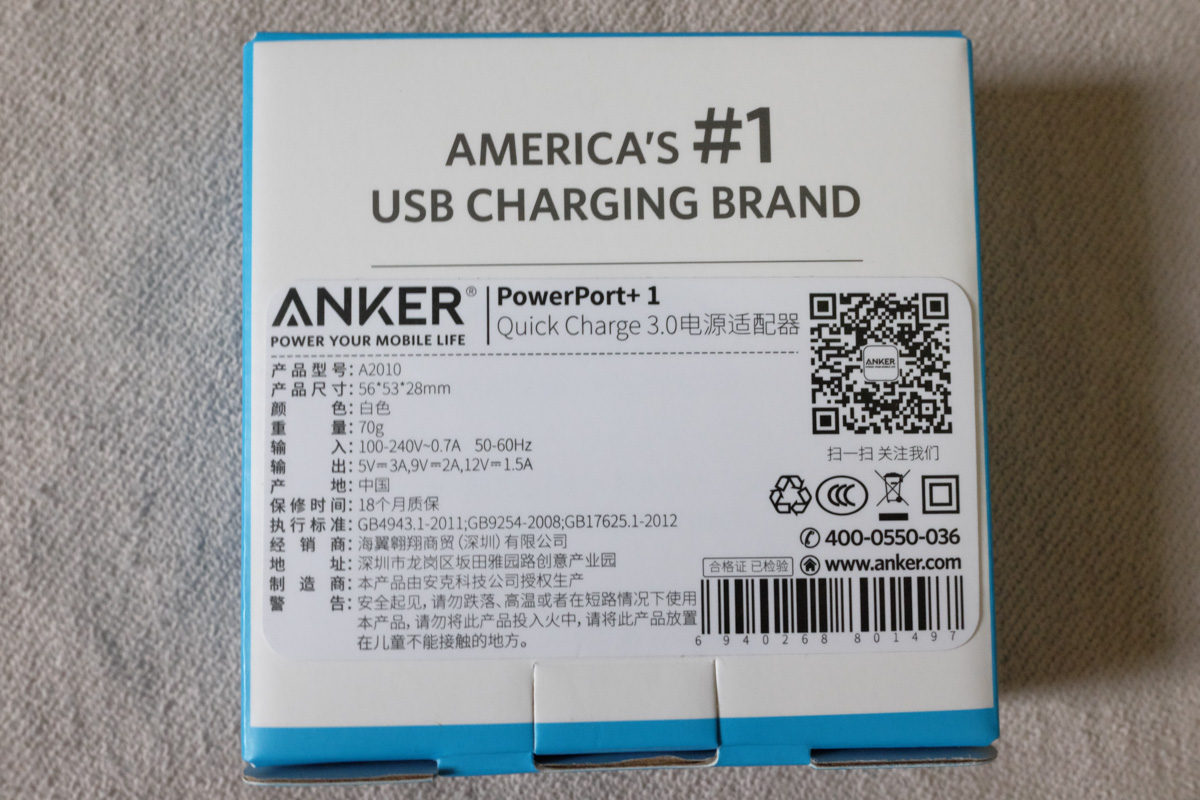 AMERICA'S #1
USB CHARGING BRAND
ANKER®
POWER YOUR MOBILE LIFE
PowerPort+ 1
Quick Charge 3.0电源适配器
产品型号：A2010
产品尺寸：56*53*28mm
颜色：白色
重量：70g
输入：100-240V~0.7A 50-60Hz
输出：5V⎓3A,9V⎓2A,12V⎓1.5A
产地：中国
保修时间：18个月质保
执行标准：GB4943.1-2011;GB9254-2008;GB17625.1-2012
经销商：海翼翱翔商贸（深圳）有限公司
地址：深圳市龙岗区坂田雅园路创意产业园
制造商：本产品由安克科技公司授权生产
警告：安全起见，请勿跌落、高温或者在短路情况下使用
本产品，请勿将此产品投入火中，请将此产品放置
在儿童不能接触的地方。
ANKER
扫一扫 关注我们
CCC
400-0550-036
合格证 已检验
www.anker.com
6 940268 801497